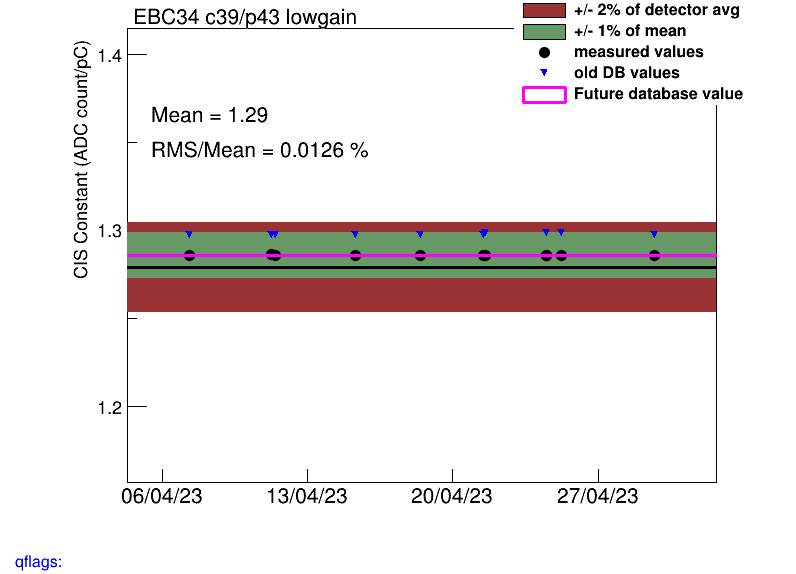 EBC34 c39/p43 lowgain
+/- 2% of detector avg
+/- 1% of mean
measured values
old DB values
Future database value
CIS Constant (ADC count/pC)
1.4
Mean = 1.29
RMS/Mean = 0.0126 %
1.3
1.2
06/04/23 13/04/23 20/04/23 27/04/23
qflags: